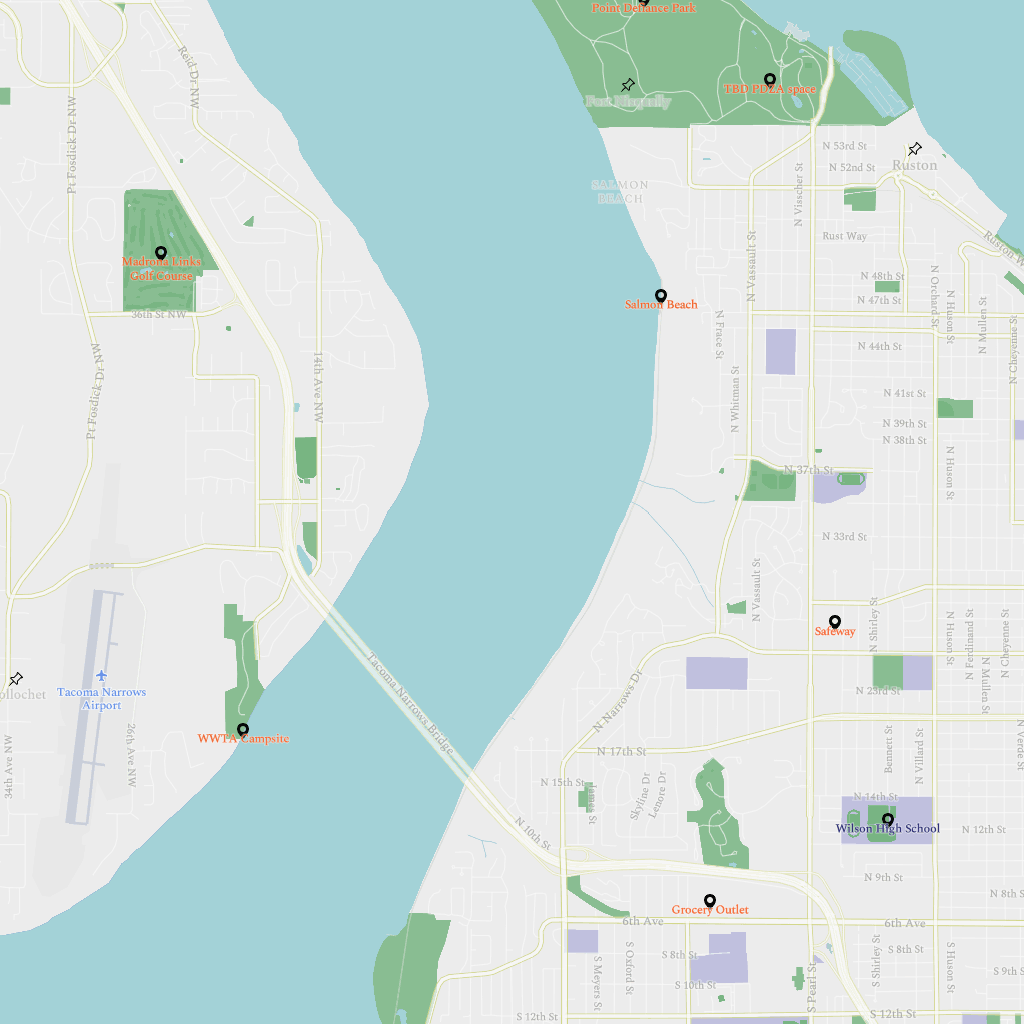 Point Defiance Park
Reid Dr NW
TBD PDZA space
Fort Nisqually
Pt Fosdick Dr NW
N 53rd St
N 52nd St
Ruston
SALMON
BEACH
N Visscher St
Rust Way
Ruston W
Madrona Links
Golf Course
N Vassault St
N 48th St
N Orchard St
N 47th St
Salmon Beach
36th St NW
N Frace St
N Huson St
N Mullen St
N Cheyenne St
N 44th St
14th Ave NW
Pt Fosdick Dr NW
N Whitman St
N 41st St
N 39th St
N 38th St
N 37th St
N Huson St
N 33rd St
N Vassault St
Safeway
N Shirley St
N Huson St
N Ferdinand St
N Cheyenne St
N Mullen St
ollochet
Tacoma Narrows
Airport
Tacoma Narrows Bridge
N Narrows Dr
N 23rd St
WWTA Campsite
26th Ave NW
34th Ave NW
N 17th St
Bennett St
N Villard St
N Verde St
N 15th St
James St
Skyline Dr
Lenore Dr
N 14th St
Wilson High School
N 12th St
N 10th St
N 9th St
N 8th St
Grocery Outlet
6th Ave
6th Ave
S 8th St
S 8th St
S Meyers St
S Oxford St
S Pearl St
S Shirley St
S Huson St
S 9th St
S 10th St
S 12th St
S 12th St